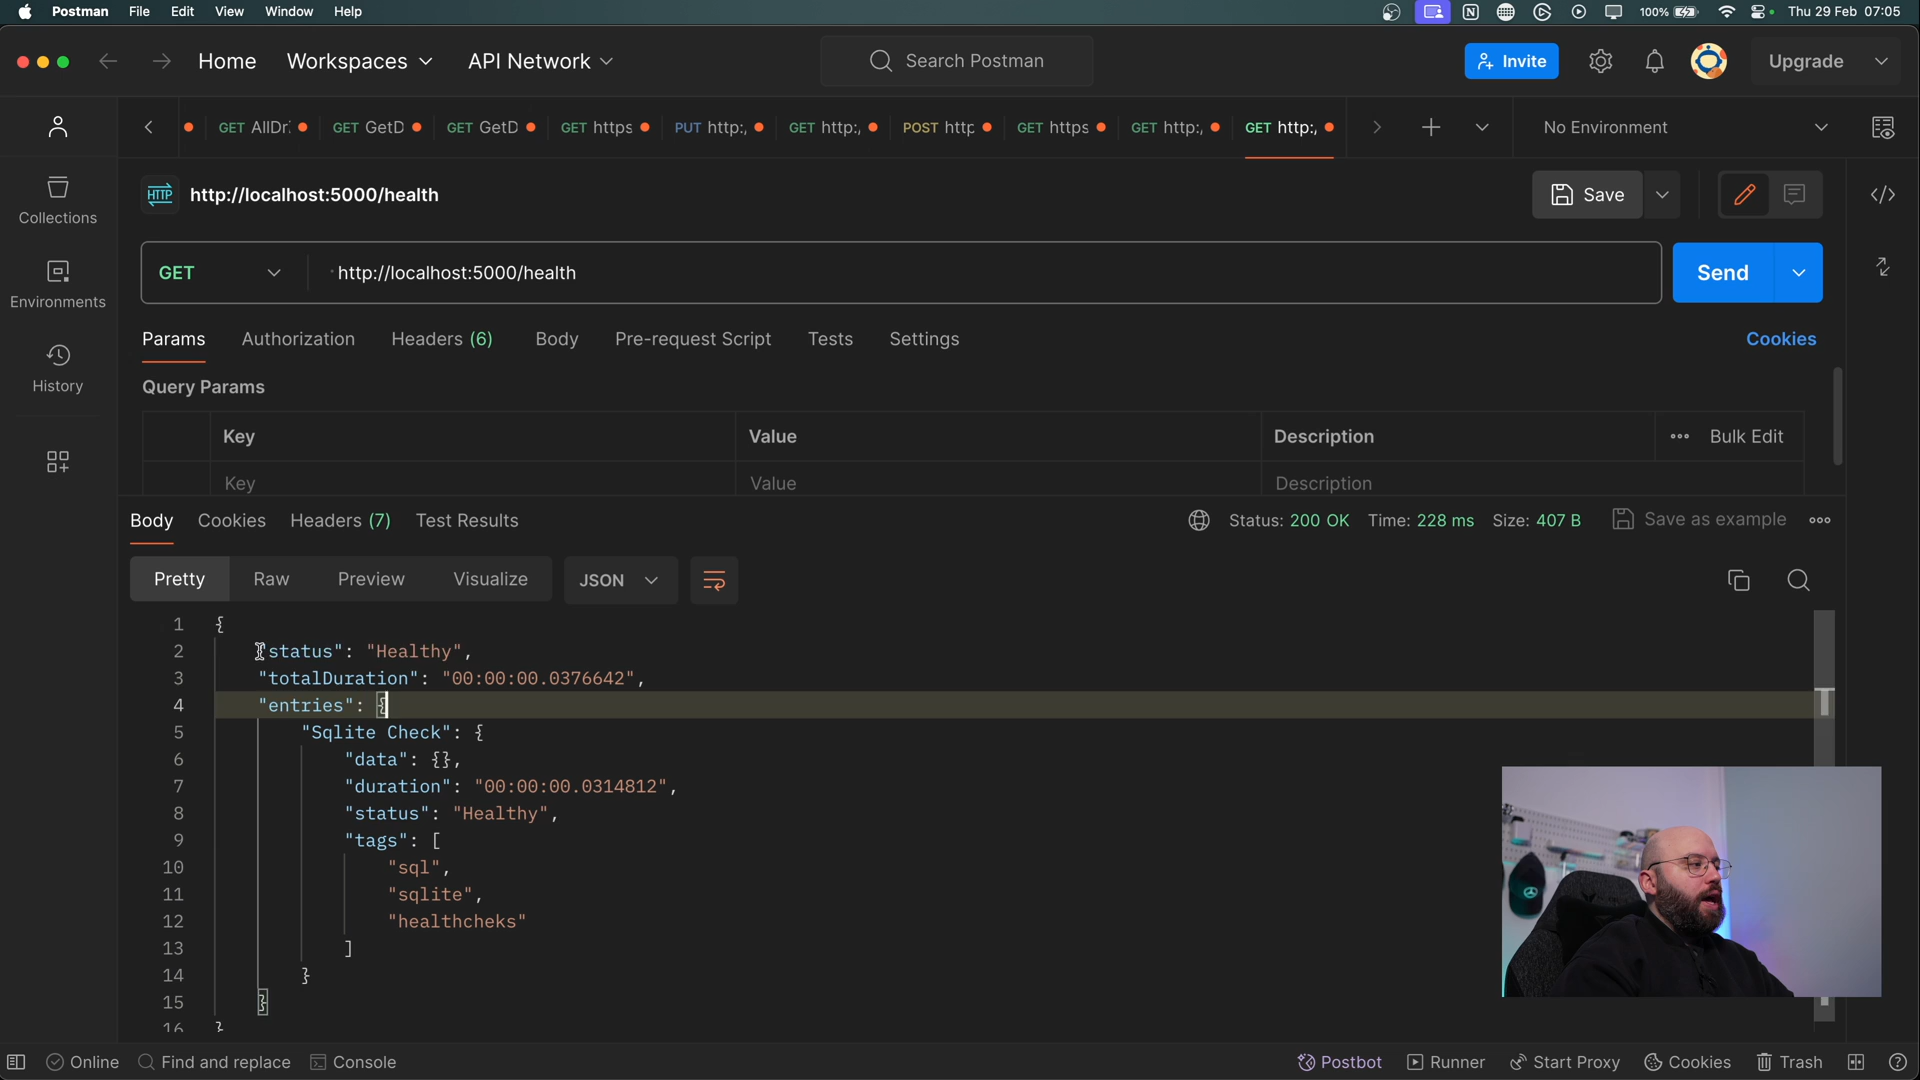 Postman File Edit View Window Help 100% Thu 29 Feb 07:05
Home Workspaces API Network Search Postman Invite Upgrade
GET AllDr GET GetD GET GetD GET https PUT http:, GET http:, POST http GET https GET http:, GET http:, No Environment
HTTP http://localhost:5000/health Save
Collections
GET http://localhost:5000/health Send
Environments
Params Authorization Headers (6) Body Pre-request Script Tests Settings Cookies
History
Query Params
Key Value Description Bulk Edit
Key Value Description
Body Cookies Headers (7) Test Results Status: 200 OK Time: 228 ms Size: 407 B Save as example
Pretty Raw Preview Visualize JSON
1 {
2 "status": "Healthy",
3 "totalDuration": "00:00:00.0376642",
4 "entries": {
5 "Sqlite Check": {
6 "data": {},
7 "duration": "00:00:00.0314812",
8 "status": "Healthy",
9 "tags": [
10 "sql",
11 "sqlite",
12 "healthcheks"
13 ]
14 }
15 }
16 }
Online Find and replace Console Postbot Runner Start Proxy Cookies Trash